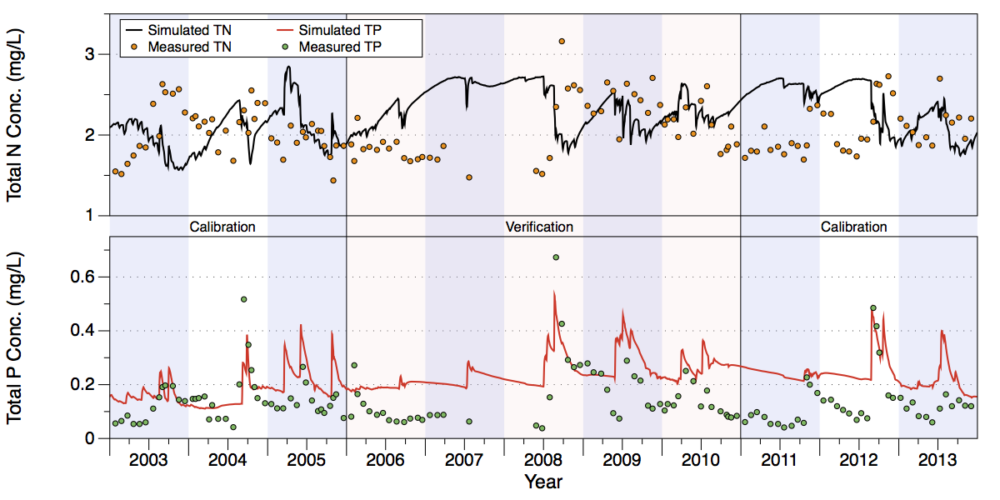 Total N Conc. (mg/L)
Simulated TN
Simulated TP
Measured TN
Measured TP
3
2
1
Calibration
Verification
Calibration
Total P Conc. (mg/L)
0.6
0.4
0.2
0
2003 2004 2005 2006 2007 2008 2009 2010 2011 2012 2013
Year